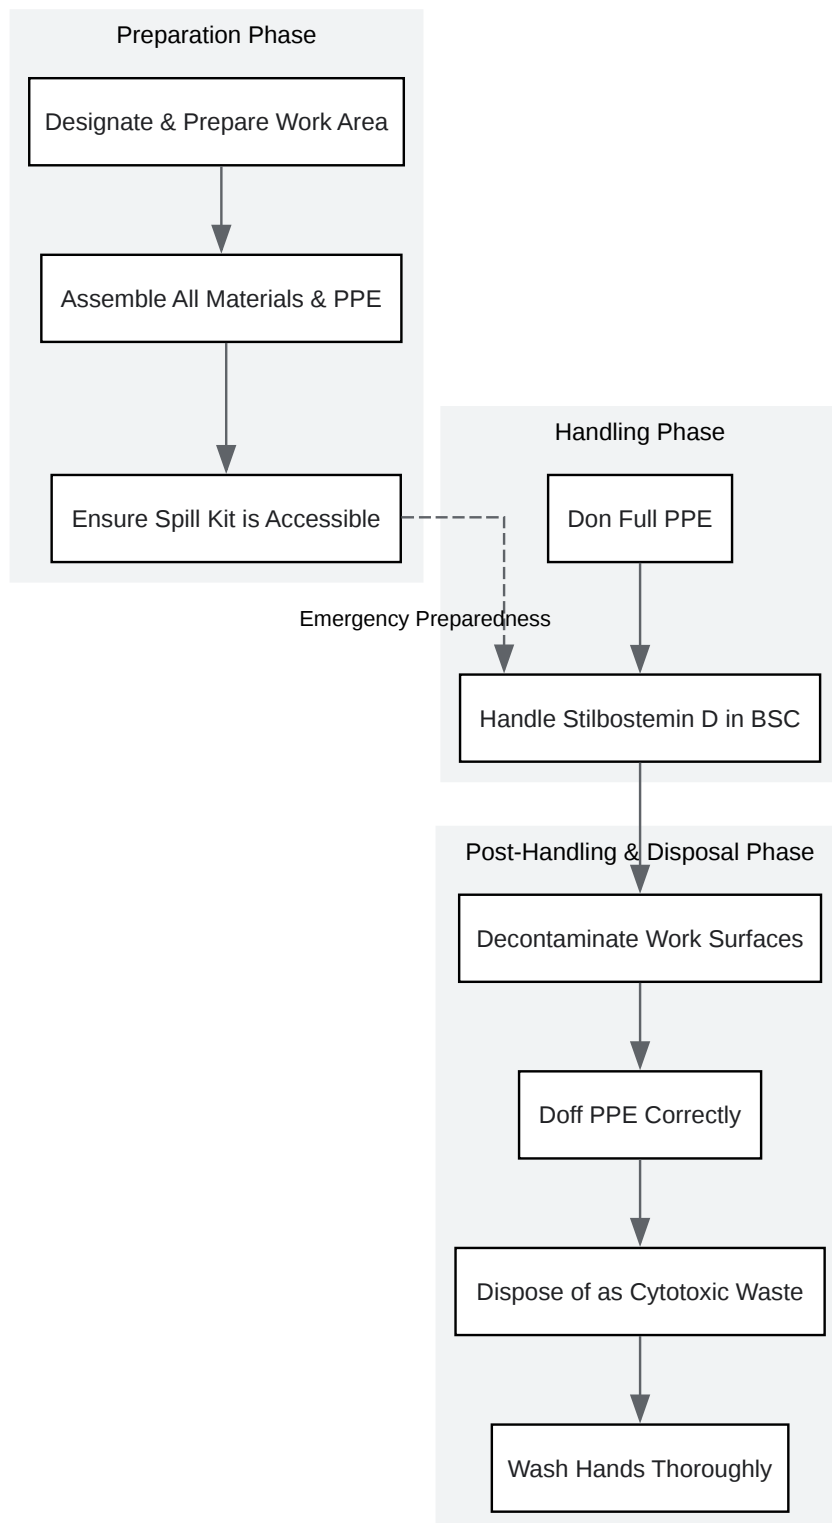 Preparation Phase
Designate & Prepare Work Area
Assemble All Materials & PPE
Ensure Spill Kit is Accessible
Emergency Preparedness
Handling Phase
Don Full PPE
Handle Stilbostemin D in BSC
Post-Handling & Disposal Phase
Decontaminate Work Surfaces
Doff PPE Correctly
Dispose of as Cytotoxic Waste
Wash Hands Thoroughly